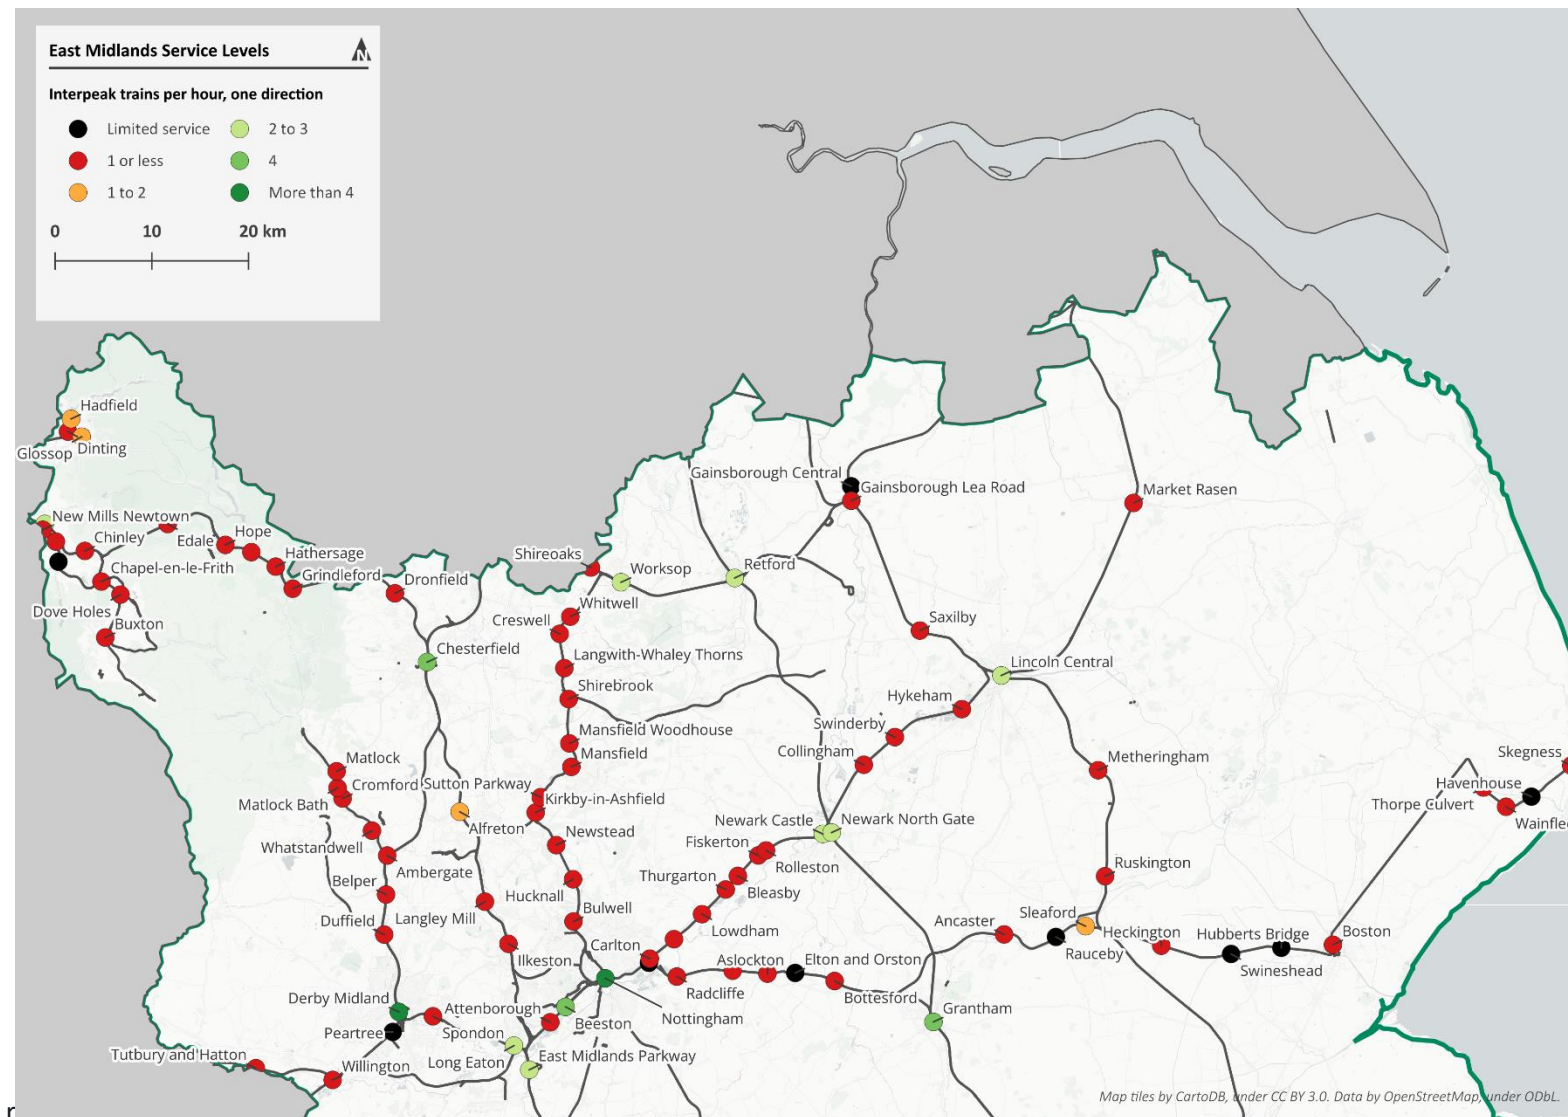 East Midlands Service Levels
N
Interpeak trains per hour, one direction
Limited service
2 to 3
1 or less
4
1 to 2
More than 4
0 10 20 km
Hadfield
Glossop
Dinting
New Mills Newtown
Chinley
Edale
Hope
Hathersage
Grindleford
Chapel-en-le-Frith
Dove Holes
Buxton
Dronfield
Chesterfield
Shireoaks
Worksop
Retford
Gainsborough Central
Gainsborough Lea Road
Market Rasen
Whitwell
Creswell
Langwith-Whaley Thorns
Shirebrook
Saxilby
Lincoln Central
Hykeham
Swinderby
Collingham
Mansfield Woodhouse
Mansfield
Metheringham
Skegness
Havenhouse
Thorpe Culvert
Wainflee
Matlock
Cromford
Sutton Parkway
Matlock Bath
Kirkby-in-Ashfield
Alfreton
Newark Castle
Newark North Gate
Whatstandwell
Newstead
Fiskerton
Rolleston
Ambergate
Thurgarton
Bleasby
Ruskington
Belper
Hucknall
Duffield
Langley Mill
Bulwell
Lowdham
Carlton
Ancaster
Sleaford
Heckington
Hubberts Bridge
Boston
Rauceby
Swineshead
Ilkeston
Aslockton
Elton and Orston
Radcliffe
Bottesford
Derby Midland
Attenborough
Nottingham
Grantham
Peartree
Spondon
Beeston
Tutbury and Hatton
Willington
Long Eaton
East Midlands Parkway
Map tiles by CartoDB, under CC BY 3.0. Data by OpenStreetMap, under ODbL.